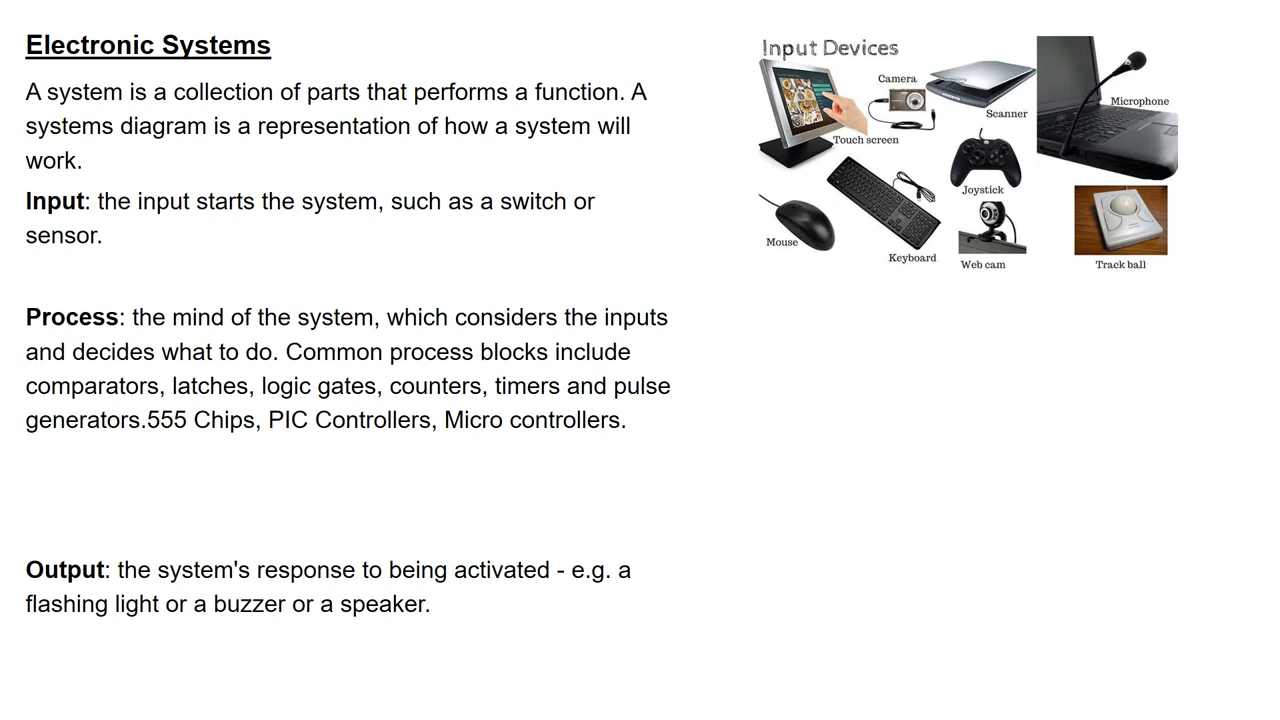 Electronic Systems
A system is a collection of parts that performs a function. A
systems diagram is a representation of how a system will
work.
Input: the input starts the system, such as a switch or
sensor.
Process: the mind of the system, which considers the inputs
and decides what to do. Common process blocks include
comparators, latches, logic gates, counters, timers and pulse
generators.555 Chips, PIC Controllers, Micro controllers.
Output: the system's response to being activated - e.g. a
flashing light or a buzzer or a speaker.
Input Devices
Camera
Scanner
Microphone
Touch screen
Joystick
Mouse
Keyboard
Web cam
Track ball